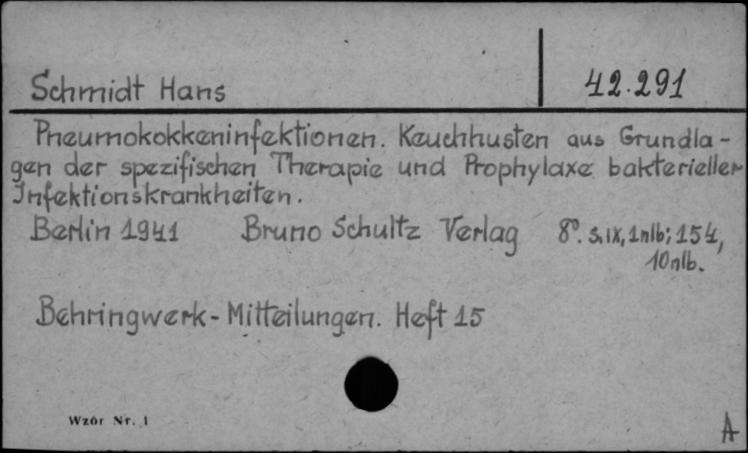 Schmidt Hans
42.291
Pneumokokkeninfektionen. Keuchhusten aus Grundla-
gen der spezifischen Therapie und Prophylaxe bakterieller
Infektionskrankheiten.
Berlin 1941 Bruno Schultz Verlag 8°. s. IX, 1nlb; 154,
10nlb.
Behringwerk-Mitteilungen. Heft 15
Wzór Nr. 1
A